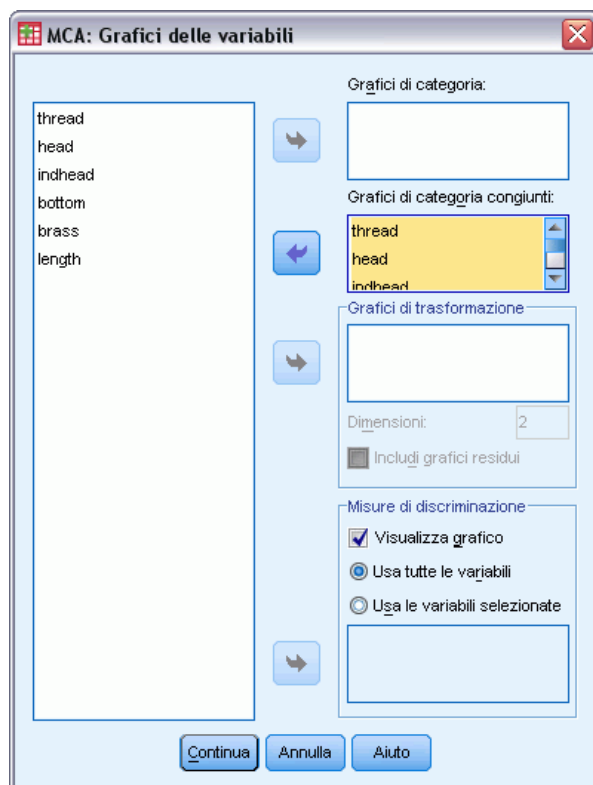 MCA: Grafici delle variabili
thread
head
indhead
bottom
brass
length
Grafici di categoria:
Grafici di categoria congiunti:
thread
head
indhead
Grafici di trasformazione
Dimensioni:
2
Includi grafici residui
Misure di discriminazione
Visualizza grafico
Usa tutte le variabili
Usa le variabili selezionate
Continua
Annulla
Aiuto